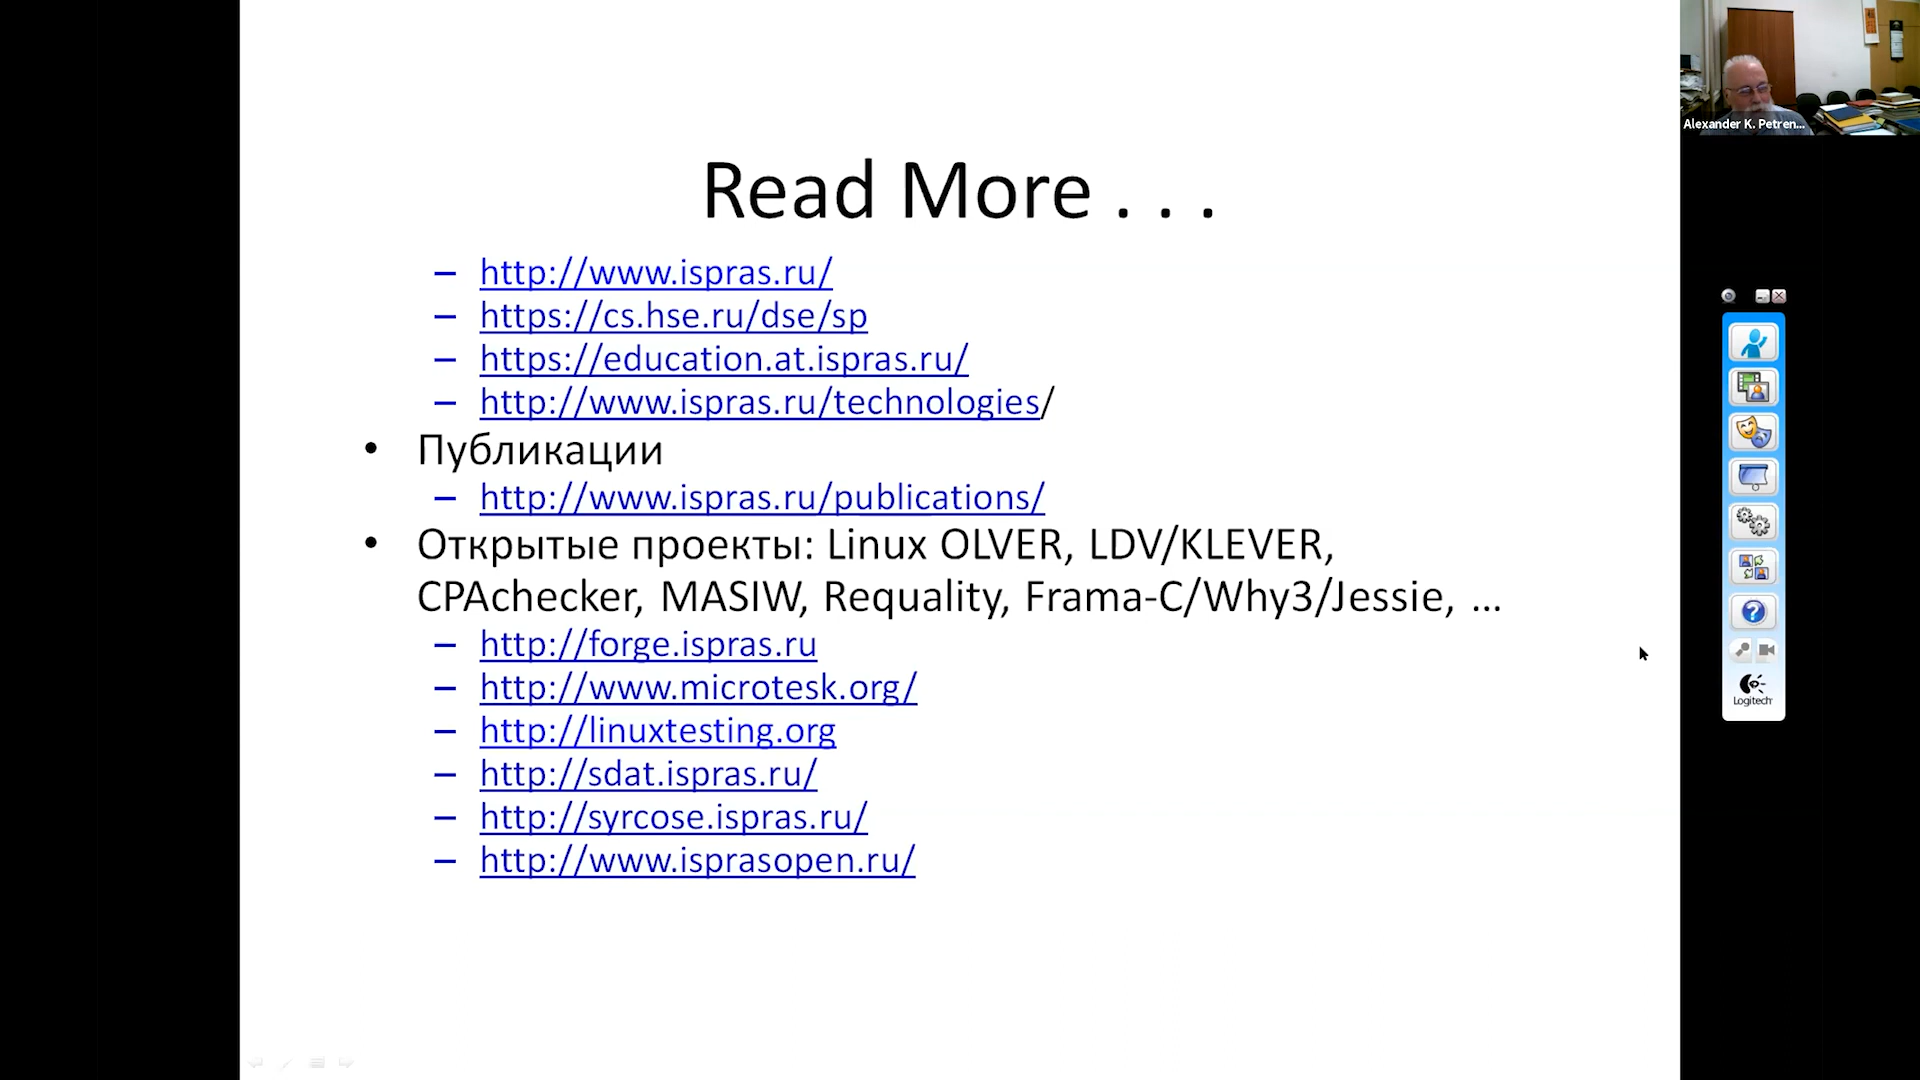 Read More . . .
– http://www.ispras.ru/
– https://cs.hse.ru/dse/sp
– https://education.at.ispras.ru/
– http://www.ispras.ru/technologies/
• Публикации
– http://www.ispras.ru/publications/
• Открытые проекты: Linux OLVER, LDV/KLEVER,
CPAchecker, MASIW, Requality, Frama-C/Why3/Jessie, ...
– http://forge.ispras.ru
– http://www.microtesk.org/
– http://linuxtesting.org
– http://sdat.ispras.ru/
– http://syrcose.ispras.ru/
– http://www.isprasopen.ru/
Alexander K. Petren...
Logitech